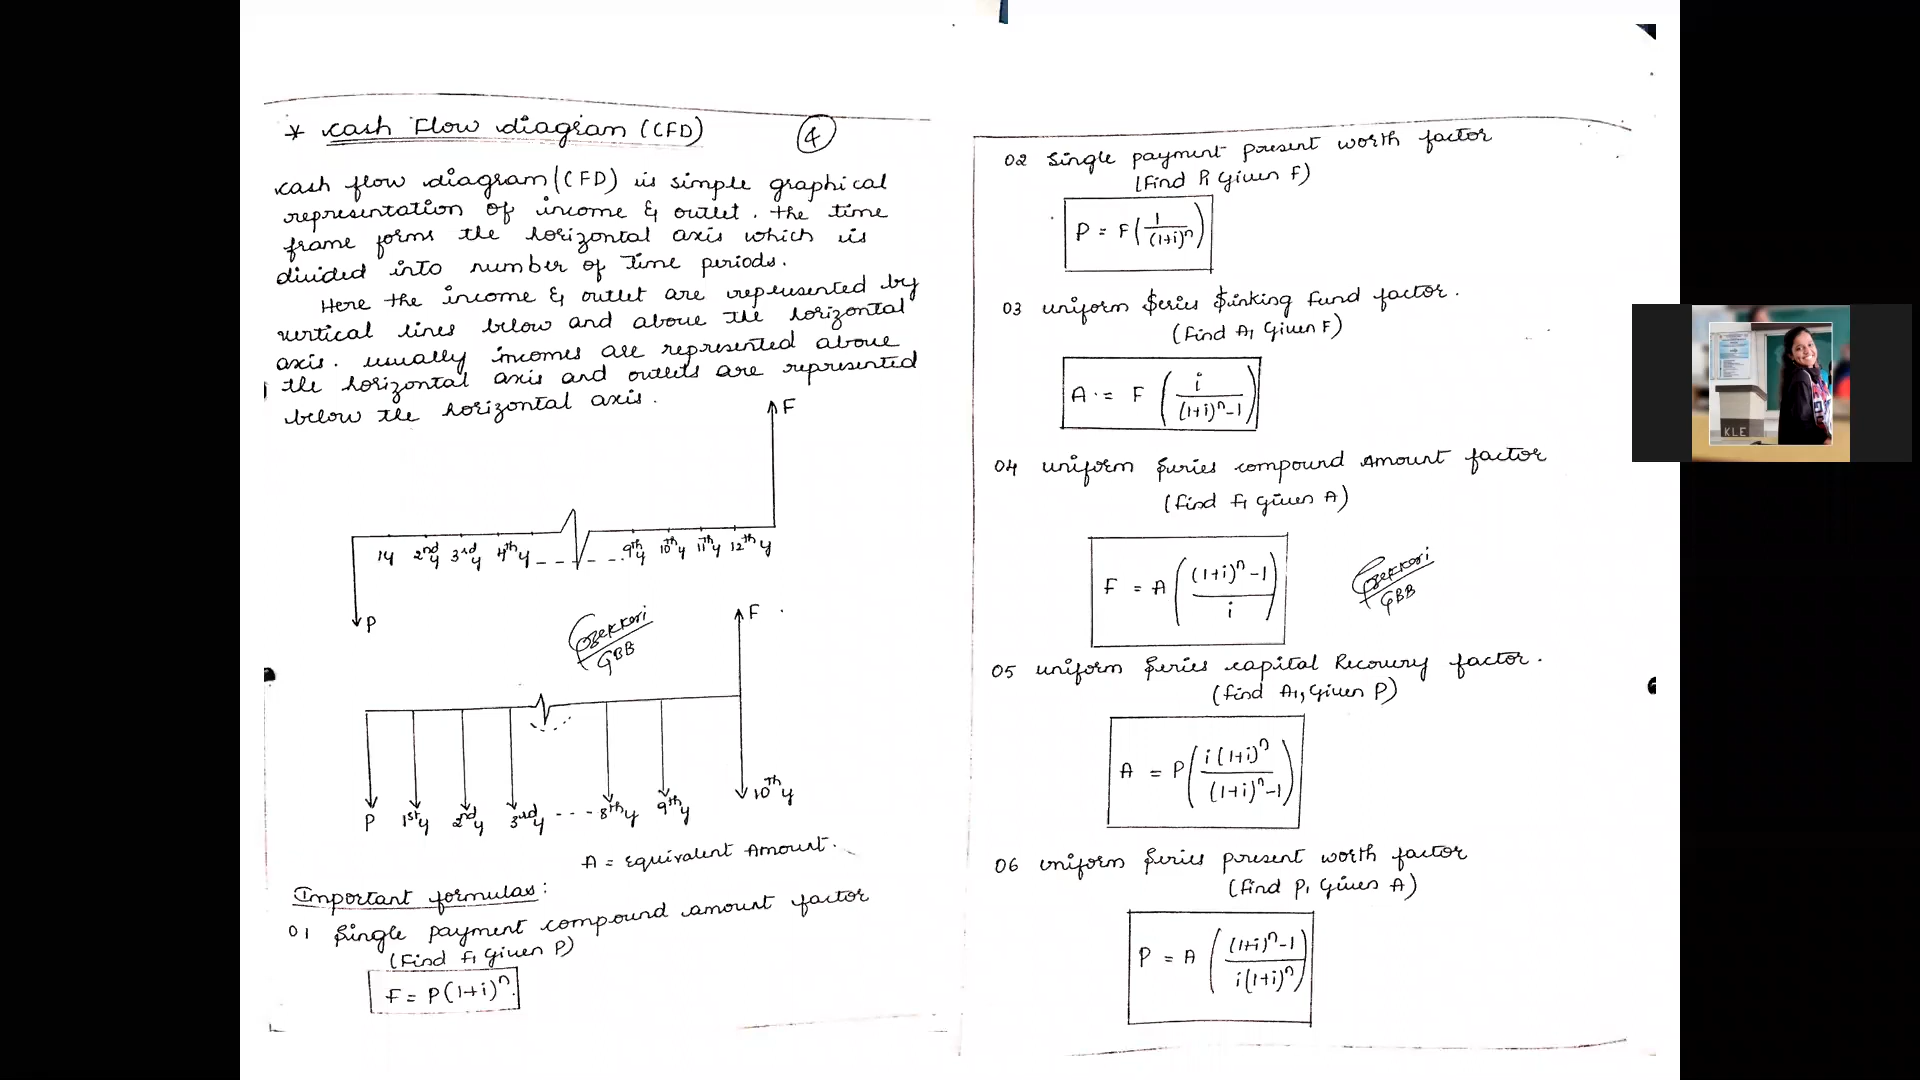 * Cash Flow diagram (CFD)
4
cash flow diagram (CFD) is simple graphical
representation of income & outlet. the time
frame forms the horizontal axis which is
divided into number of time periods.
Here the income & outlet are represented by
vertical lines below and above the horizontal
axis. usually incomes are represented above
the horizontal axis and outlets are represented
below the horizontal axis.
F
1y 2nd y 3rd y 4th y - - - - - - 9th y 10th y 11th y 12th y
P
GBB
F
P 1st y 2nd y 3rd y - - - 8th y 9th y 10th y
A = Equivalent Amount.
Important formulas:
01 Single payment compound amount factor
(Find F, Given P)
F = P(1+i)^n.
02 Single payment present worth factor
(Find P, Given F)
P = F(1/(1+i)^n)
03 uniform Series Sinking Fund factor.
(Find A, Given F)
A = F (i/((1+i)^n-1))
04 uniform Series compound Amount factor
(Find F, Given A)
F = A(((1+i)^n-1)/i)
GBB
05 uniform Series capital Recovery factor.
(Find A, Given P)
A = P(i(1+i)^n/((1+i)^n-1))
06 uniform Series present worth factor
(Find P, Given A)
P = A (((1+i)^n-1)/(i(1+i)^n))
KLE